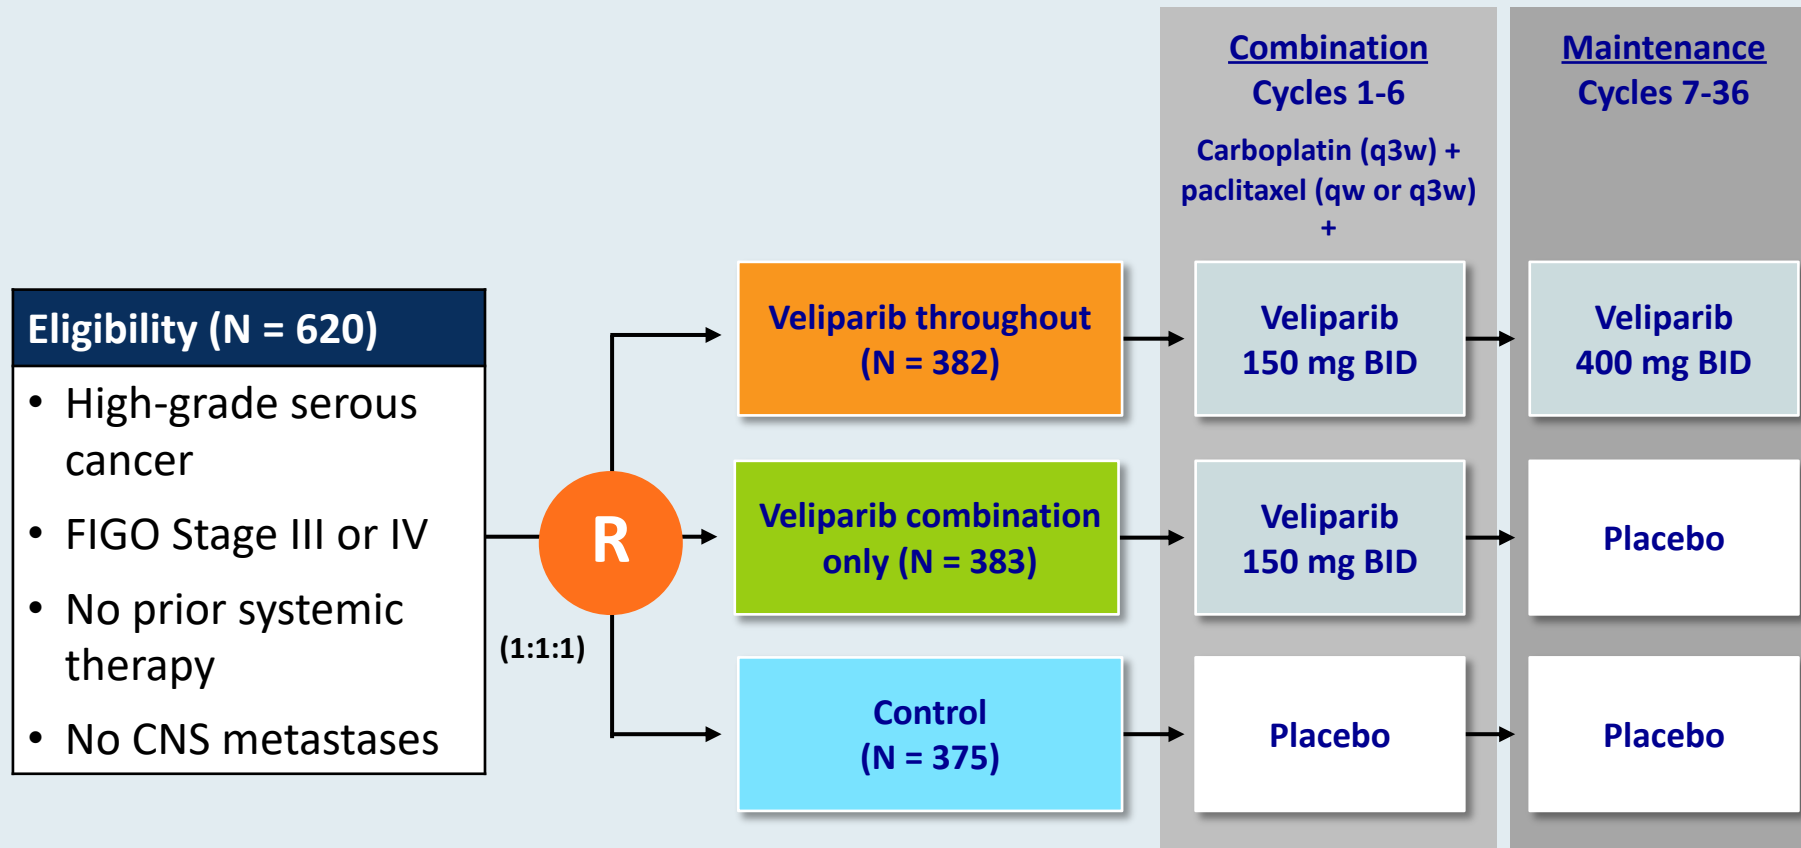 Combination
Cycles 1-6
Carboplatin (q3w) +
paclitaxel (qw or q3w)
+
Maintenance
Cycles 7-36
Eligibility (N = 620)
• High-grade serous
cancer
• FIGO Stage III or IV
• No prior systemic
therapy
• No CNS metastases
R
(1:1:1)
Veliparib throughout
(N = 382)
Veliparib
150 mg BID
Veliparib
400 mg BID
Veliparib combination
only (N = 383)
Veliparib
150 mg BID
Placebo
Control
(N = 375)
Placebo
Placebo